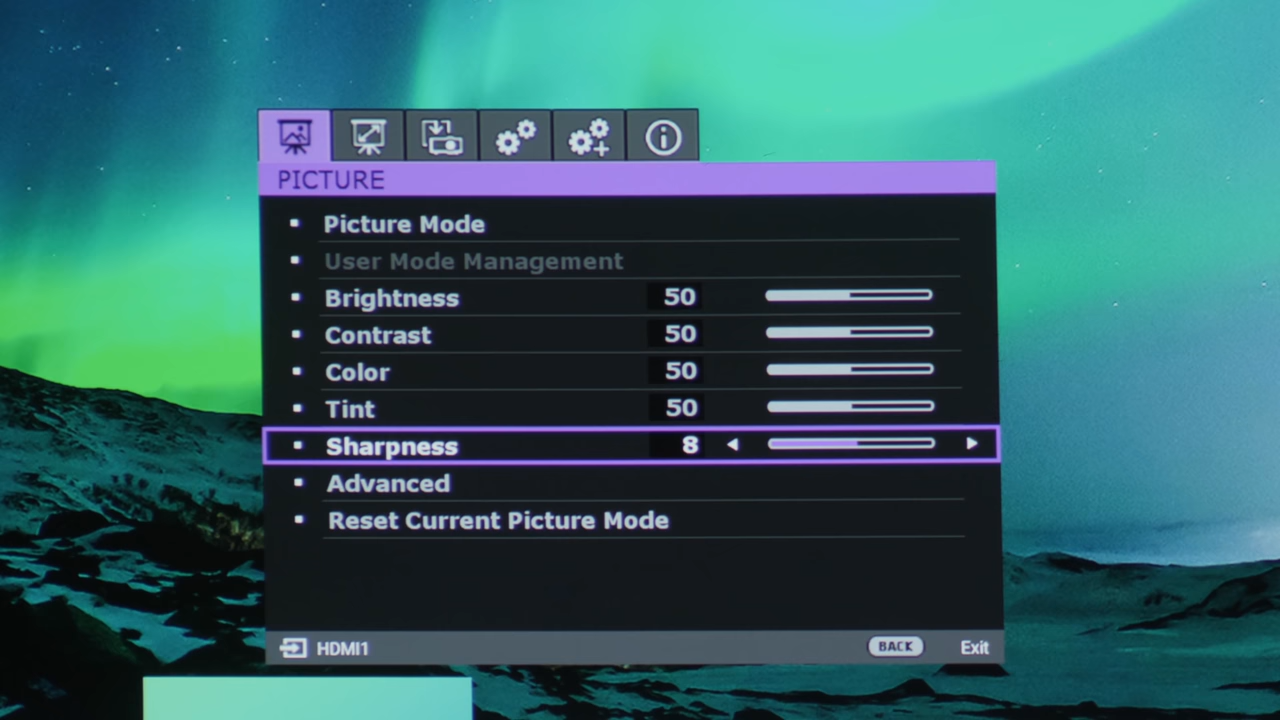 PICTURE
Picture Mode
User Mode Management
Brightness 50
Contrast 50
Color 50
Tint 50
Sharpness 8
Advanced
Reset Current Picture Mode
HDMI1 BACK Exit